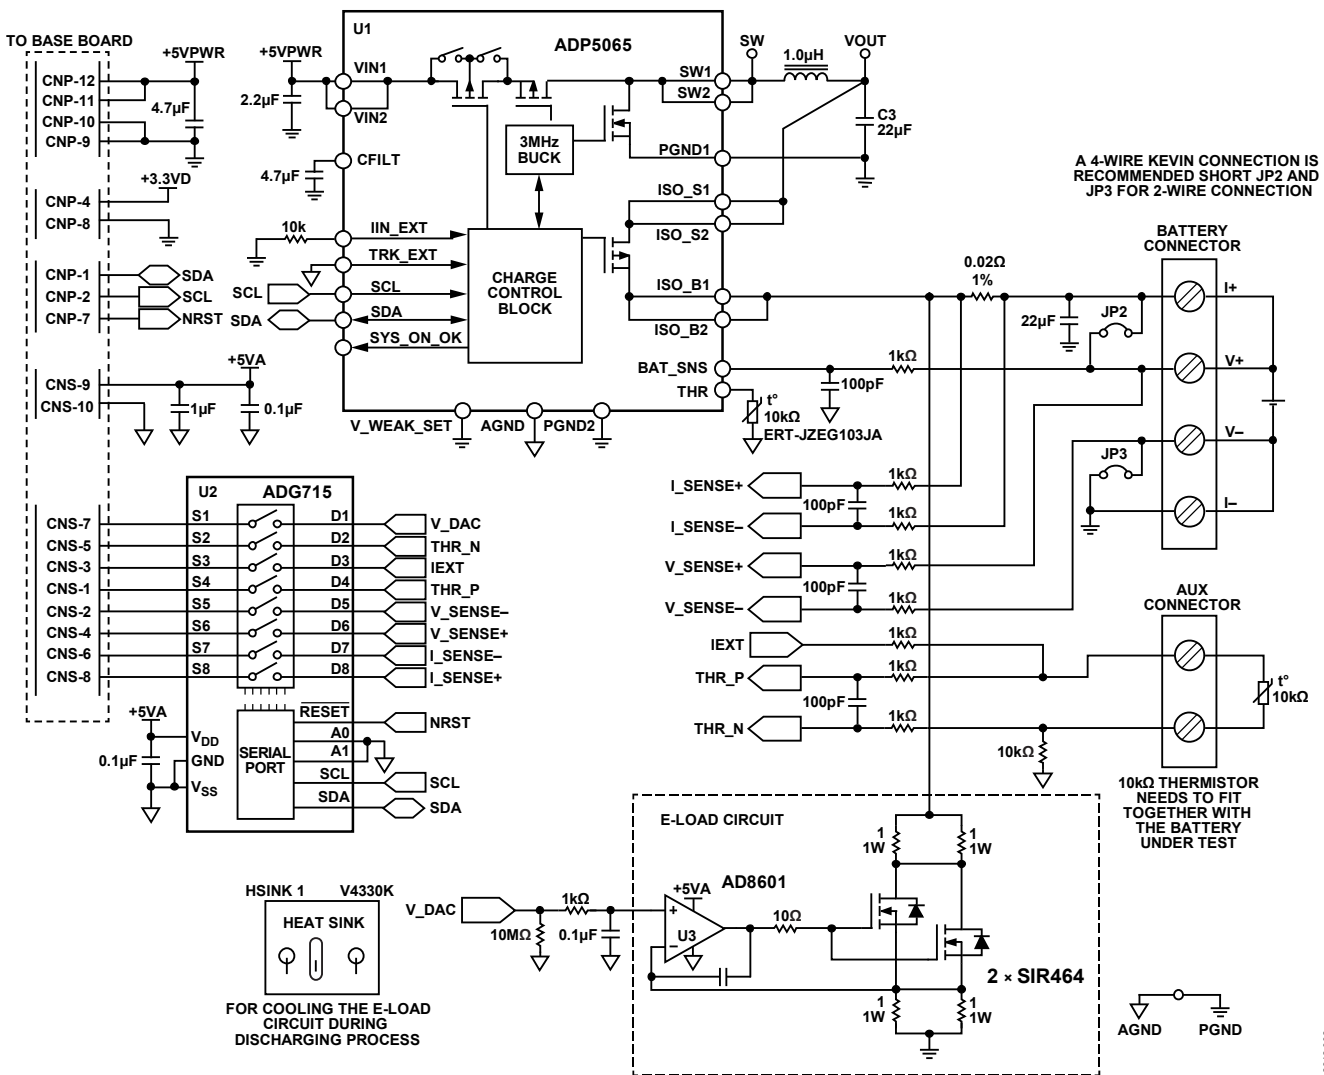 TO BASE BOARD
CNP-12
CNP-11
CNP-10
CNP-9
+5VPWR
4.7µF
CNP-4
CNP-8
+3.3VD
CNP-1
CNP-2
CNP-7
SDA
SCL
NRST
CNS-9
CNS-10
+5VA
1µF
0.1µF
U1
ADP5065
+5VPWR
2.2µF
VIN1
VIN2
CFILT
4.7µF
10k
IIN_EXT
TRK_EXT
SCL
SCL
SDA
SDA
SYS_ON_OK
3MHz
BUCK
CHARGE
CONTROL
BLOCK
V_WEAK_SET
AGND
PGND2
SW1
SW2
PGND1
ISO_S1
ISO_S2
ISO_B1
ISO_B2
BAT_SNS
THR
SW
1.0µH
VOUT
C3
22µF
t°
10kΩ
ERT-JZEG103JA
100pF
1kΩ
0.02Ω
1%
22µF
JP2
JP3
A 4-WIRE KEVIN CONNECTION IS
RECOMMENDED SHORT JP2 AND
JP3 FOR 2-WIRE CONNECTION
BATTERY
CONNECTOR
I+
V+
V–
I–
U2
ADG715
CNS-7
S1
D1
V_DAC
CNS-5
S2
D2
THR_N
CNS-3
S3
D3
IEXT
CNS-1
S4
D4
THR_P
CNS-2
S5
D5
V_SENSE–
CNS-4
S6
D6
V_SENSE+
CNS-6
S7
D7
I_SENSE–
CNS-8
S8
D8
I_SENSE+
+5VA
0.1µF
VDD
GND
VSS
SERIAL
PORT
RESET
NRST
A0
A1
SCL
SCL
SDA
SDA
I_SENSE+
1kΩ
100pF
I_SENSE–
1kΩ
V_SENSE+
1kΩ
100pF
V_SENSE–
1kΩ
IEXT
1kΩ
THR_P
1kΩ
100pF
THR_N
1kΩ
10kΩ
AUX
CONNECTOR
t°
10kΩ
10kΩ THERMISTOR
NEEDS TO FIT
TOGETHER WITH
THE BATTERY
UNDER TEST
HSINK 1
V4330K
HEAT SINK
FOR COOLING THE E-LOAD
CIRCUIT DURING
DISCHARGING PROCESS
V_DAC
10MΩ
1kΩ
0.1µF
E-LOAD CIRCUIT
AD8601
+5VA
+
–
U3
10Ω
1
1W
1
1W
2 × SIR464
1
1W
1
1W
AGND
PGND